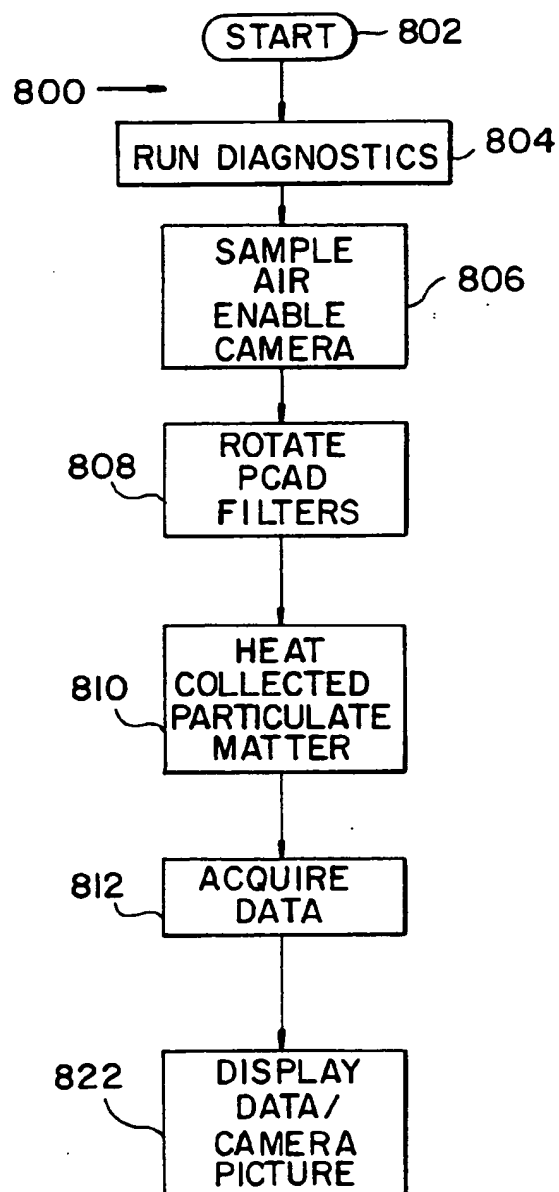 START
802
800
RUN DIAGNOSTICS
804
SAMPLE
AIR
ENABLE
CAMERA
806
808
ROTATE
PCAD
FILTERS
810
HEAT
COLLECTED
PARTICULATE
MATTER
812
ACQUIRE
DATA
822
DISPLAY
DATA/
CAMERA
PICTURE